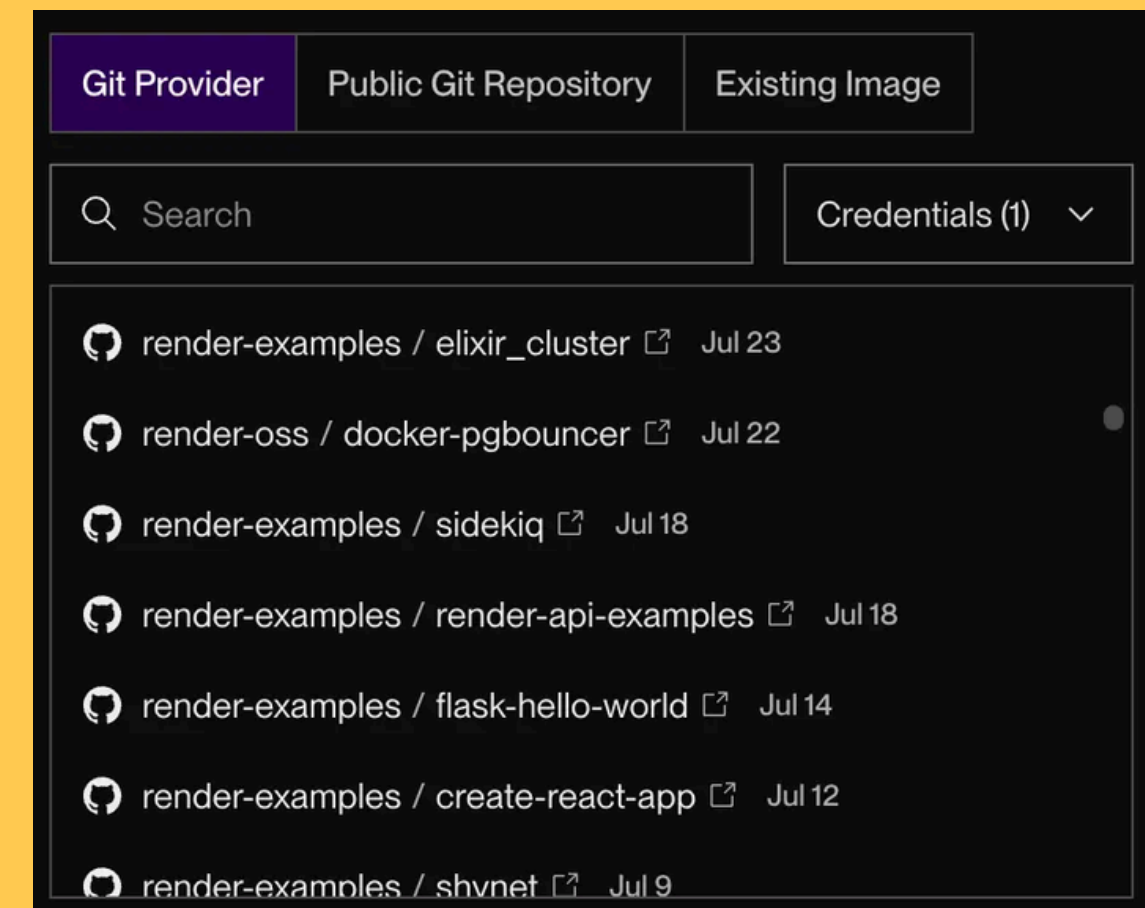 Git Provider Public Git Repository Existing Image
Search Credentials (1)
render-examples / elixir_cluster Jul 23
render-oss / docker-pgbouncer Jul 22
render-examples / sidekiq Jul 18
render-examples / render-api-examples Jul 18
render-examples / flask-hello-world Jul 14
render-examples / create-react-app Jul 12
render-examples / shynet Jul 9